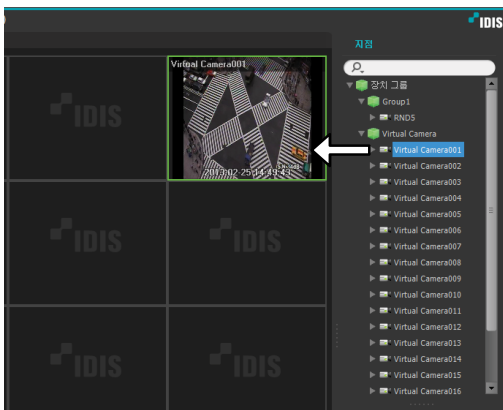 IDIS
지점
Virtual Camera001
2013-02-25 14:49:43
IDIS
IDIS
IDIS
IDIS
IDIS
장치 그룹
Group1
RND5
Virtual Camera
Virtual Camera001
Virtual Camera002
Virtual Camera003
Virtual Camera004
Virtual Camera005
Virtual Camera006
Virtual Camera007
Virtual Camera008
Virtual Camera009
Virtual Camera010
Virtual Camera011
Virtual Camera012
Virtual Camera013
Virtual Camera014
Virtual Camera015
Virtual Camera016